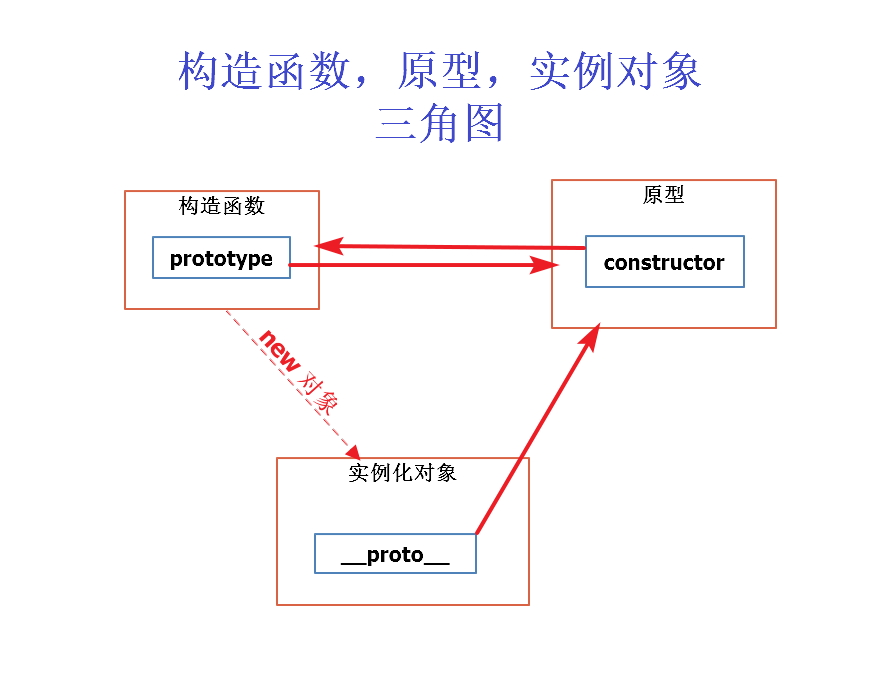 构造函数，原型，实例对象
三角图
构造函数
原型
prototype
constructor
new 对象
实例化对象
__proto__